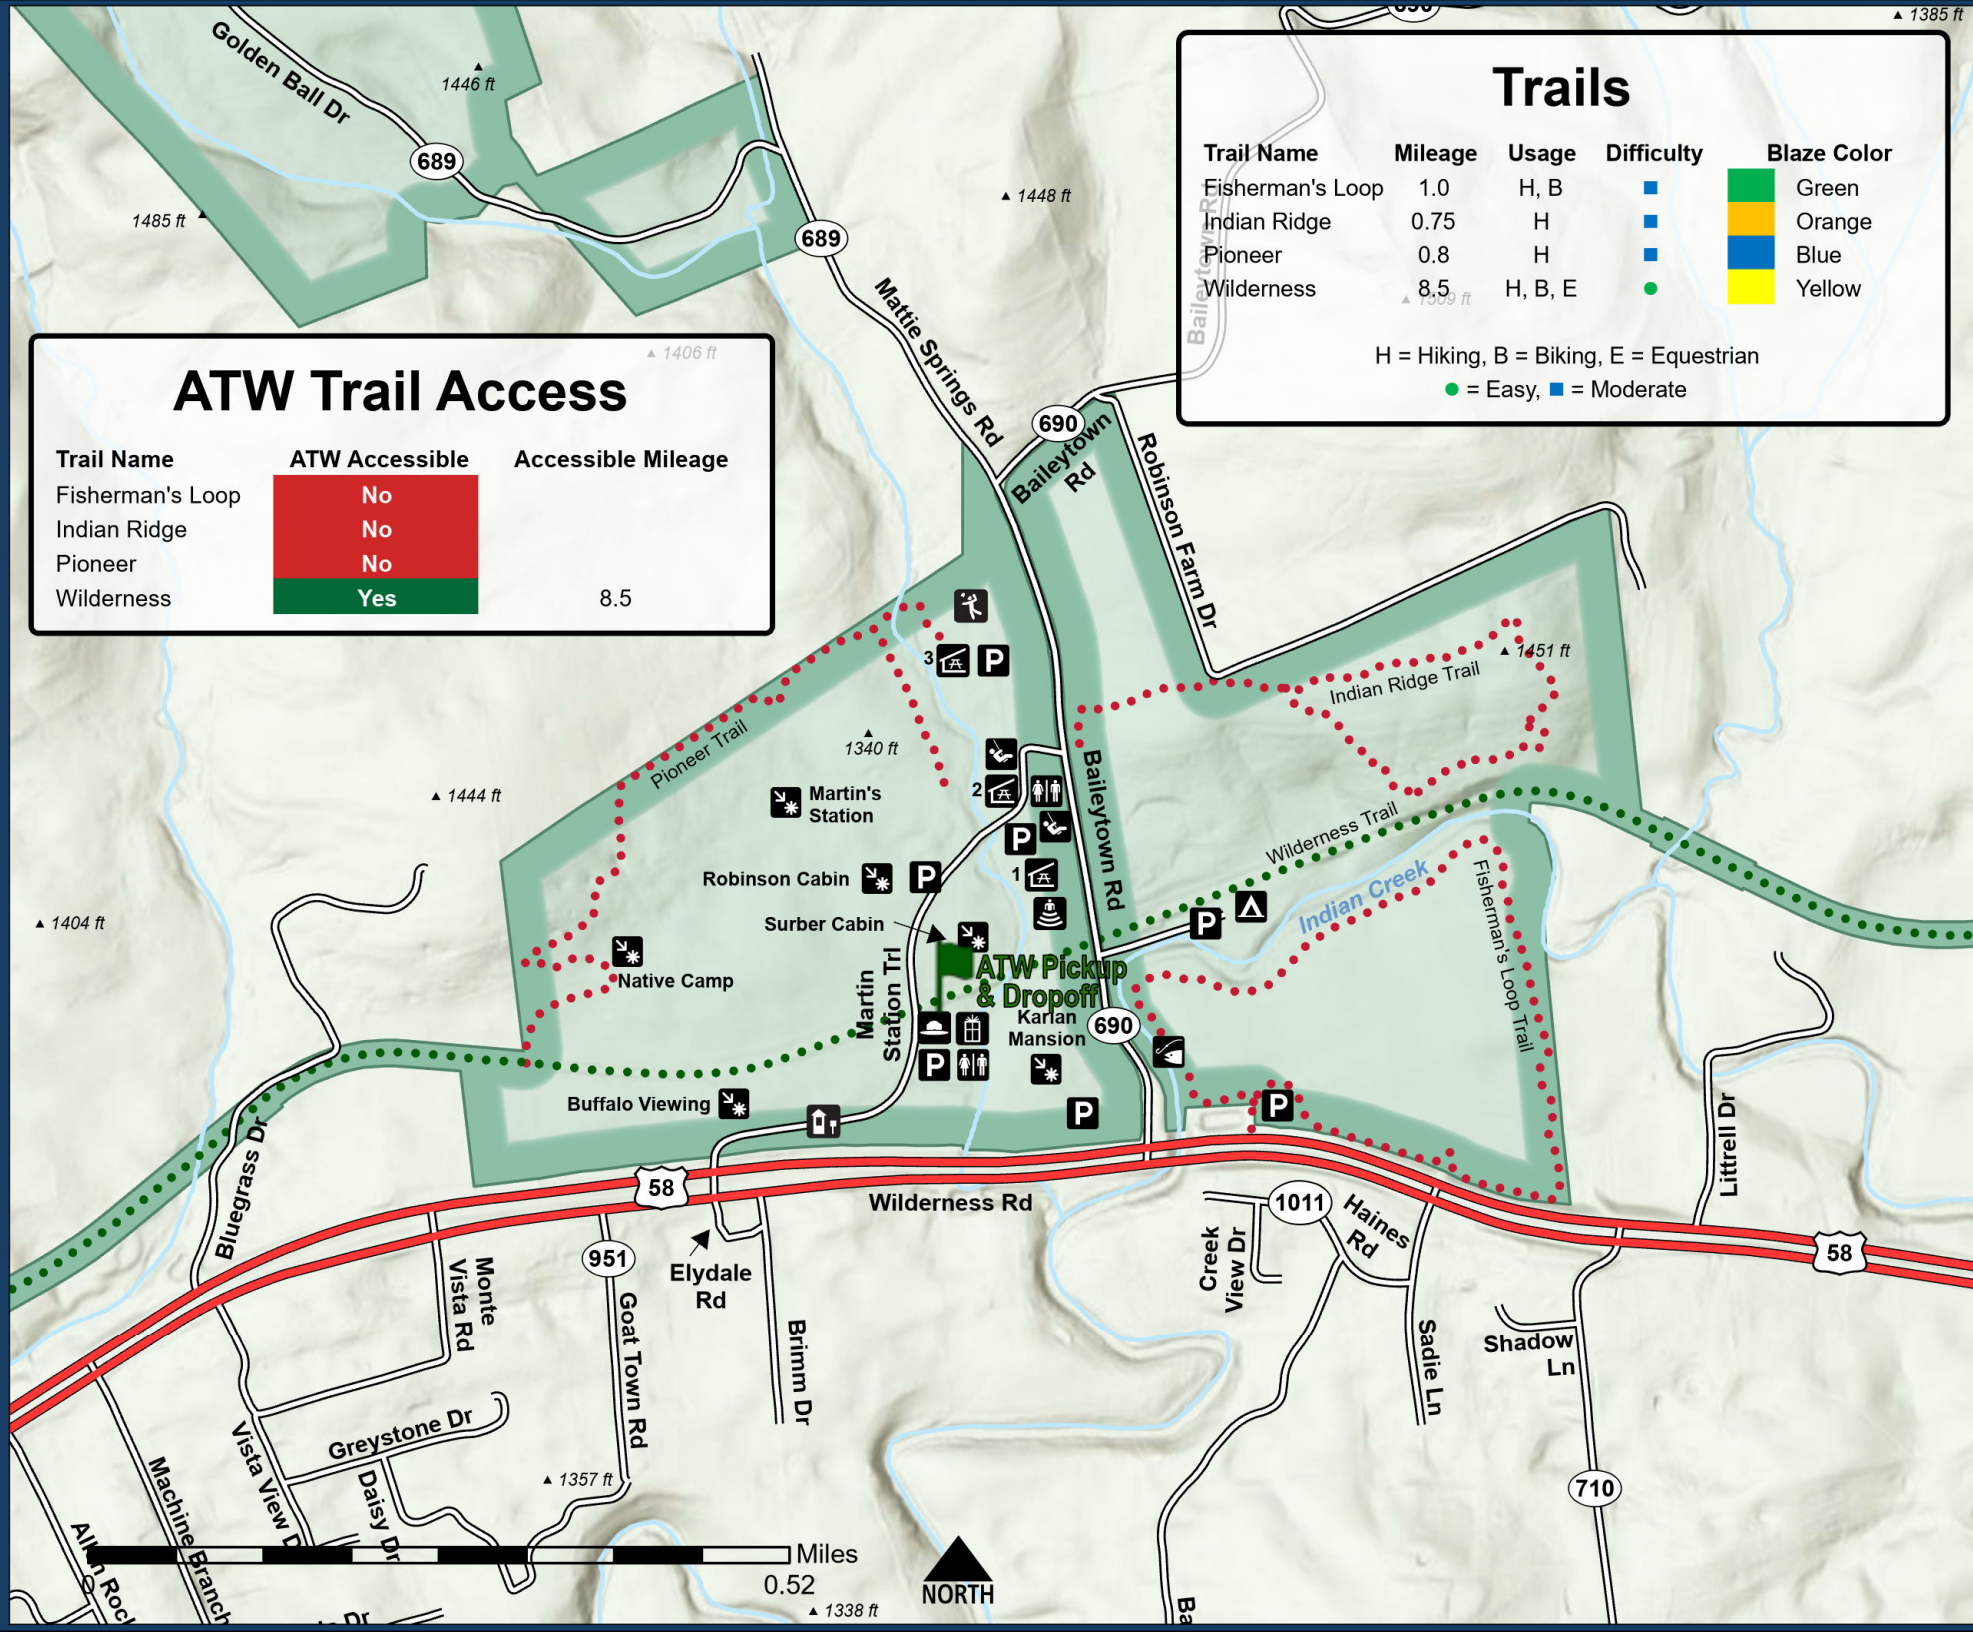 1385 ft
Golden Ball Dr
1446 ft
689
1485 ft
1448 ft
689
Trails
Trail Name Mileage Usage Difficulty Blaze Color
Fisherman's Loop 1.0 H, B Green
Indian Ridge 0.75 H Orange
Pioneer 0.8 H Blue
Wilderness 8.5 H, B, E Yellow
H = Hiking, B = Biking, E = Equestrian
= Easy, = Moderate
Baileytown Rd
1509 ft
1406 ft
ATW Trail Access
Trail Name ATW Accessible Accessible Mileage
Fisherman's Loop No
Indian Ridge No
Pioneer No
Wilderness Yes 8.5
Mattie Springs Rd
690
Baileytown
Rd
Robinson Farm Dr
3
P
1451 ft
Indian Ridge Trail
Pioneer Trail
1340 ft
1444 ft
Martin's
Station
2
P
Baileytown Rd
Wilderness Trail
Robinson Cabin
P
1
Indian Creek
Fisherman's Loop Trail
1404 ft
Surber Cabin
P
Native Camp
ATW Pickup
& Dropoff
Martin
Station Trl
Karlan
Mansion
690
P
Buffalo Viewing
P
P
Bluegrass Dr
58
Wilderness Rd
1011
Haines
Rd
Creek
View Dr
Littrell Dr
58
951
Elydale
Rd
Monte
Vista Rd
Goat Town Rd
Brimm Dr
Sadie Ln
Shadow
Ln
Greystone Dr
Vista View D
Daisy Dr
Machine Branch
1357 ft
710
Miles
0
0.52
NORTH
1338 ft
Dr
Ba